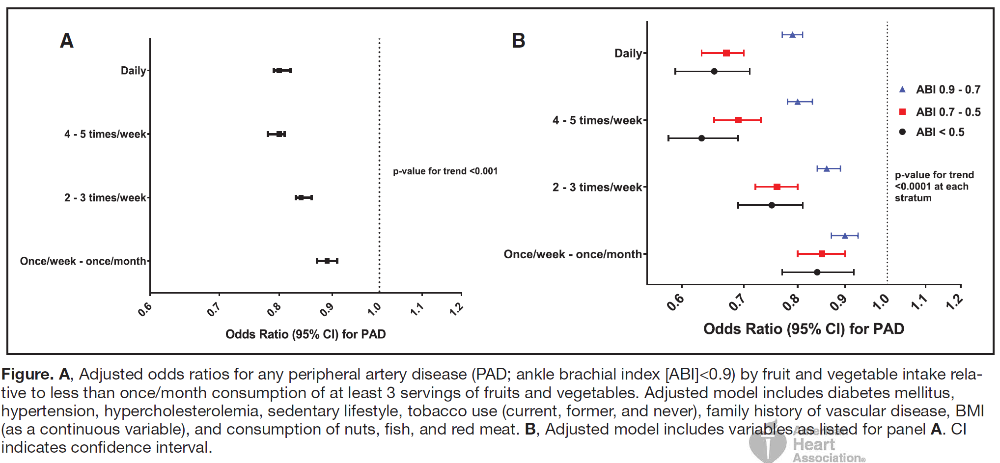 A
Daily
4 - 5 times/week
2 - 3 times/week
Once/week - once/month
p-value for trend <0.001
0.6
0.7
0.8
0.9
1.0
1.1
1.2
Odds Ratio (95% CI) for PAD
B
Daily
4 - 5 times/week
2 - 3 times/week
Once/week - once/month
ABI 0.9 - 0.7
ABI 0.7 - 0.5
ABI < 0.5
p-value for trend
<0.0001 at each
stratum
0.6
0.7
0.8
0.9
1.0
1.1
1.2
Odds Ratio (95% CI) for PAD
Figure. A, Adjusted odds ratios for any peripheral artery disease (PAD; ankle brachial index [ABI]<0.9) by fruit and vegetable intake rela-
tive to less than once/month consumption of at least 3 servings of fruits and vegetables. Adjusted model includes diabetes mellitus,
hypertension, hypercholesterolemia, sedentary lifestyle, tobacco use (current, former, and never), family history of vascular disease, BMI
(as a continuous variable), and consumption of nuts, fish, and red meat. B, Adjusted model includes variables as listed for panel A. CI
indicates confidence interval.
American
Heart
Association®